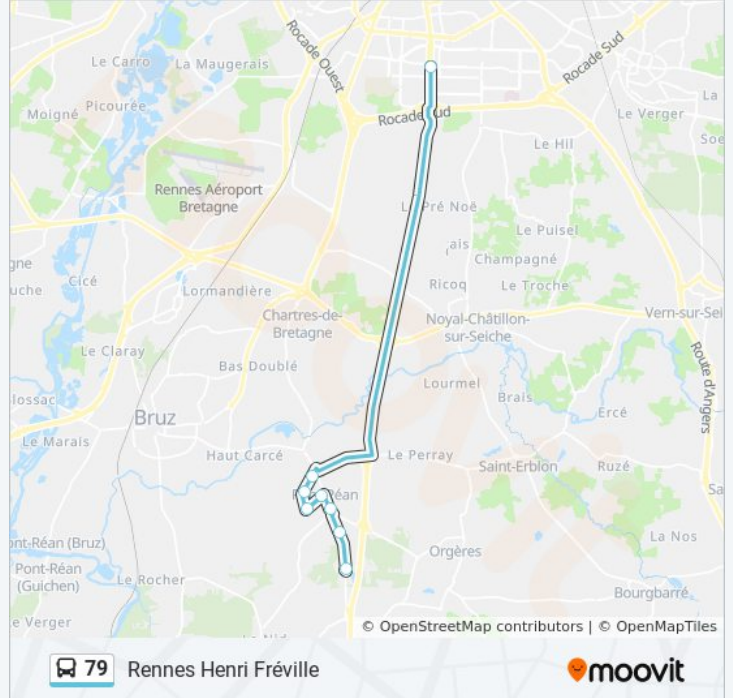 Le Carro
La Maugerais
Rocade Ouest
Rocade Sud
Picourée
Moigné
Rocade Sud
Le Verger
La
Le Hil
Rennes Aéroport
Bretagne
Pré Noë
Le Puisel
Champagné
Cicé
Ricoq
Le Troche
Lormandière
Chartres-de-
Bretagne
Noyal-Châtillon-
sur-Seiche
Vern-sur-Sei
Le Claray
Bas Doublé
Route d'Angers
Lourmel
Brais
Bruz
Ercé
Le Marais
Haut Carcé
Le Perray
Saint-Erblon
Ruzé
Réan
ont-Réan (Bruz)
La Nos
Orgères
Pont-Réan
(Guichen)
Le Rocher
Bourgbarré
e Verger
© OpenStreetMap contributors | © OpenMapTiles
79 Rennes Henri Fréville
moovit